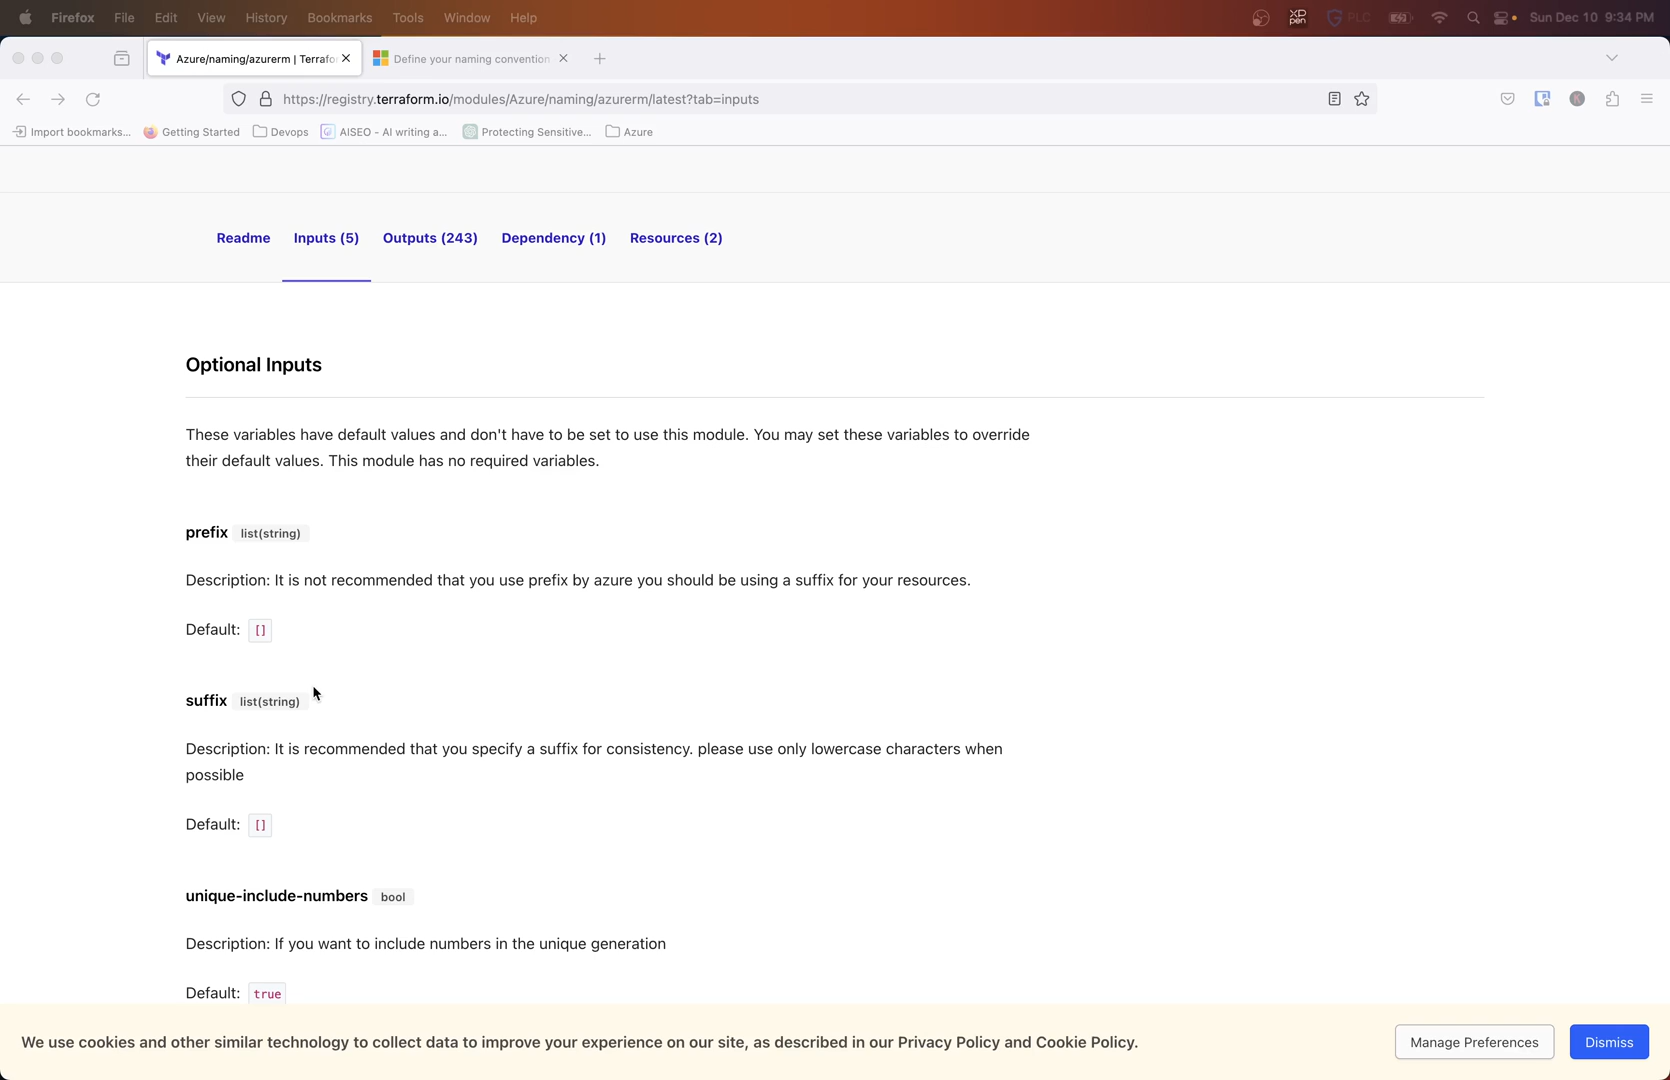 Firefox File Edit View History Bookmarks Tools Window Help
XP pen
PLC
Sun Dec 10 9:34 PM
Azure/naming/azurerm | Terrafo
Define your naming convention
https://registry.terraform.io/modules/Azure/naming/azurerm/latest?tab=inputs
K
Import bookmarks... Getting Started Devops AISEO - AI writing a... Protecting Sensitive... Azure
Readme Inputs (5) Outputs (243) Dependency (1) Resources (2)
Optional Inputs
These variables have default values and don't have to be set to use this module. You may set these variables to override
their default values. This module has no required variables.
prefix list(string)
Description: It is not recommended that you use prefix by azure you should be using a suffix for your resources.
Default: []
suffix list(string)
Description: It is recommended that you specify a suffix for consistency. please use only lowercase characters when
possible
Default: []
unique-include-numbers bool
Description: If you want to include numbers in the unique generation
Default: true
We use cookies and other similar technology to collect data to improve your experience on our site, as described in our Privacy Policy and Cookie Policy.
Manage Preferences
Dismiss